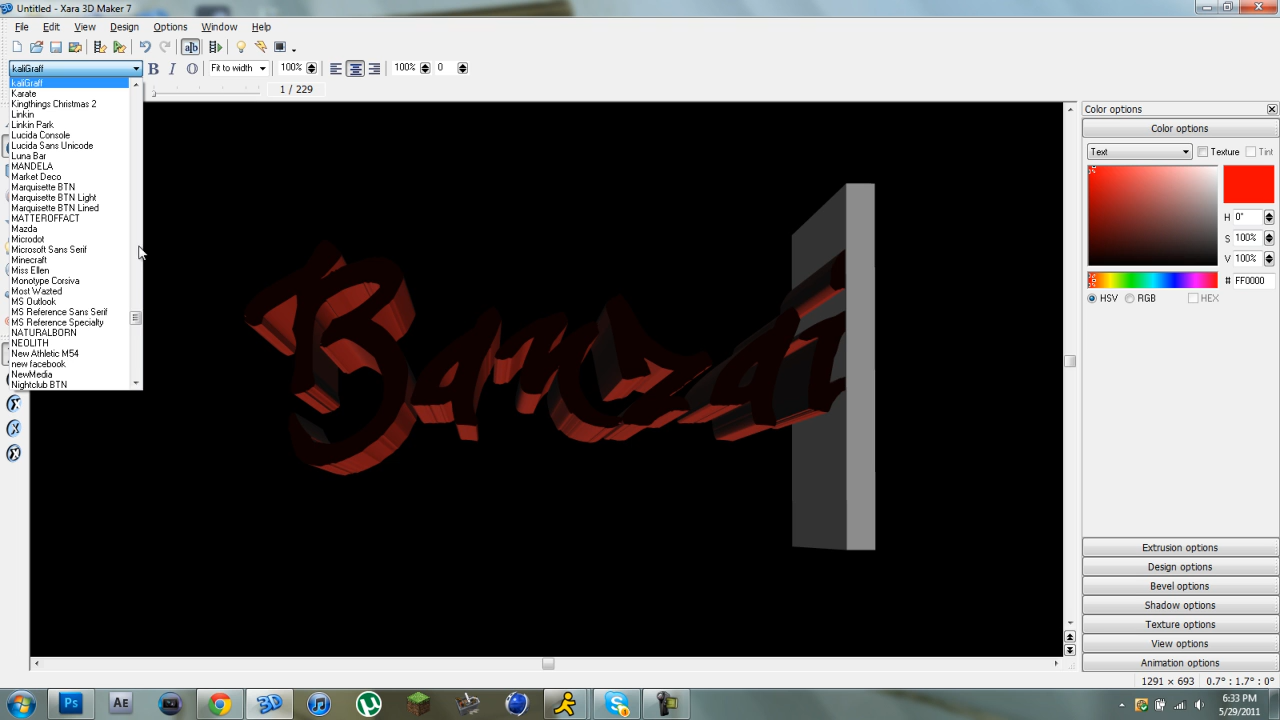 Untitled - Xara 3D Maker 7
File Edit View Design Options Window Help
a|b
kaliGraff B I O Fit to width 100% 100% 0
1 / 229
kaliGraff
Karate
Kingthings Christmas 2
Linkin
Linkin Park
Lucida Console
Lucida Sans Unicode
Luna Bar
MANDELA
Market Deco
Marquisette BTN
Marquisette BTN Light
Marquisette BTN Lined
MATTEROFFACT
Mazda
Microdot
Microsoft Sans Serif
Minecraft
Miss Ellen
Monotype Corsiva
Most Wazted
MS Outlook
MS Reference Sans Serif
MS Reference Specialty
NATURALBORN
NEOLITH
New Athletic M54
new facebook
NewMedia
Nightclub BTN
Banzai
Color options
Color options
Text Texture Tint
H 0°
S 100%
V 100%
# FF0000
HSV RGB HEX
Extrusion options
Design options
Bevel options
Shadow options
Texture options
View options
Animation options
1291 × 693 0.7° : 1.7° : 0°
Ps AE 3D
6:33 PM
5/29/2011